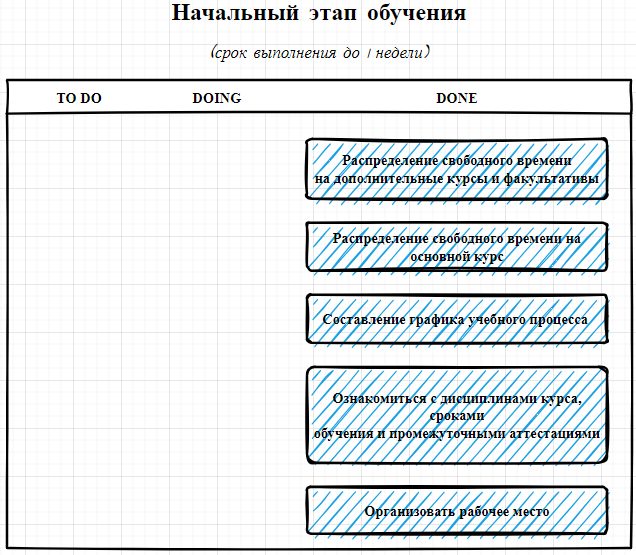 Начальный этап обучения
(срок выполнения до 1 недели)
TO DO DOING DONE
Распределение свободного времени
на дополнительные курсы и факультативы
Распределение свободного времени на
основной курс
Составление графика учебного процесса
Ознакомиться с дисциплинами курса,
сроками
обучения и промежуточными аттестациями
Организовать рабочее место